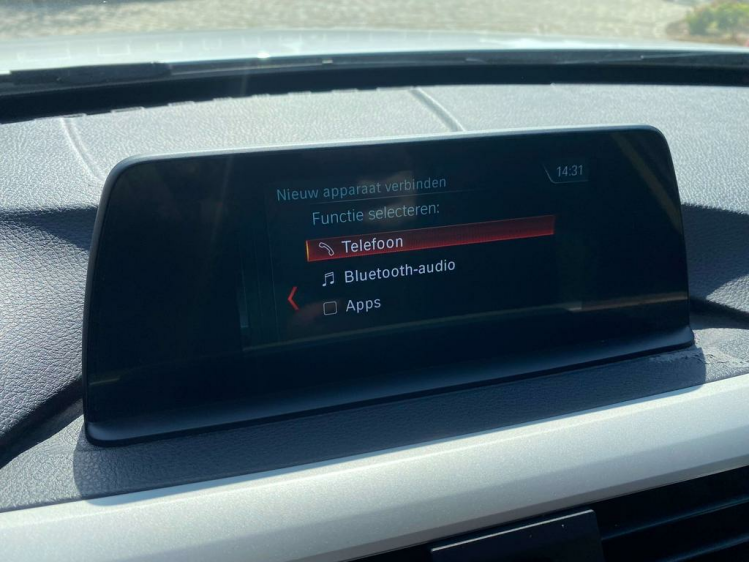 14:31
Nieuw apparaat verbinden
Functie selecteren:
Telefoon
Bluetooth-audio
Apps